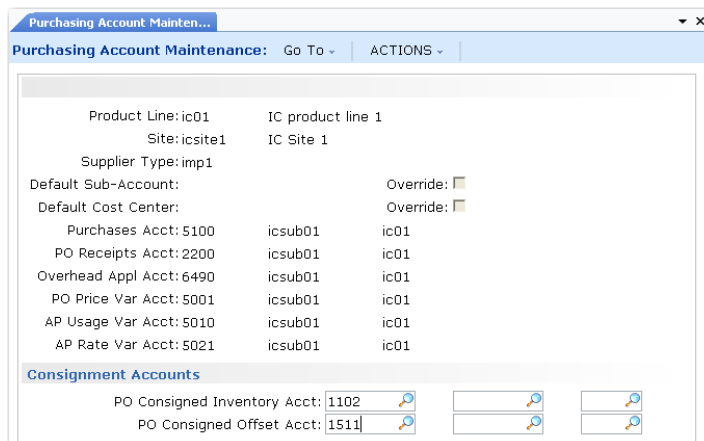 Purchasing Account Mainten...
Purchasing Account Maintenance: Go To ACTIONS
Product Line: ic01 IC product line 1
Site: icsite1 IC Site 1
Supplier Type: imp1
Default Sub-Account: Override:
Default Cost Center: Override:
Purchases Acct: 5100 icsub01 ic01
PO Receipts Acct: 2200 icsub01 ic01
Overhead Appl Acct: 6490 icsub01 ic01
PO Price Var Acct: 5001 icsub01 ic01
AP Usage Var Acct: 5010 icsub01 ic01
AP Rate Var Acct: 5021 icsub01 ic01
Consignment Accounts
PO Consigned Inventory Acct: 1102
PO Consigned Offset Acct: 1511